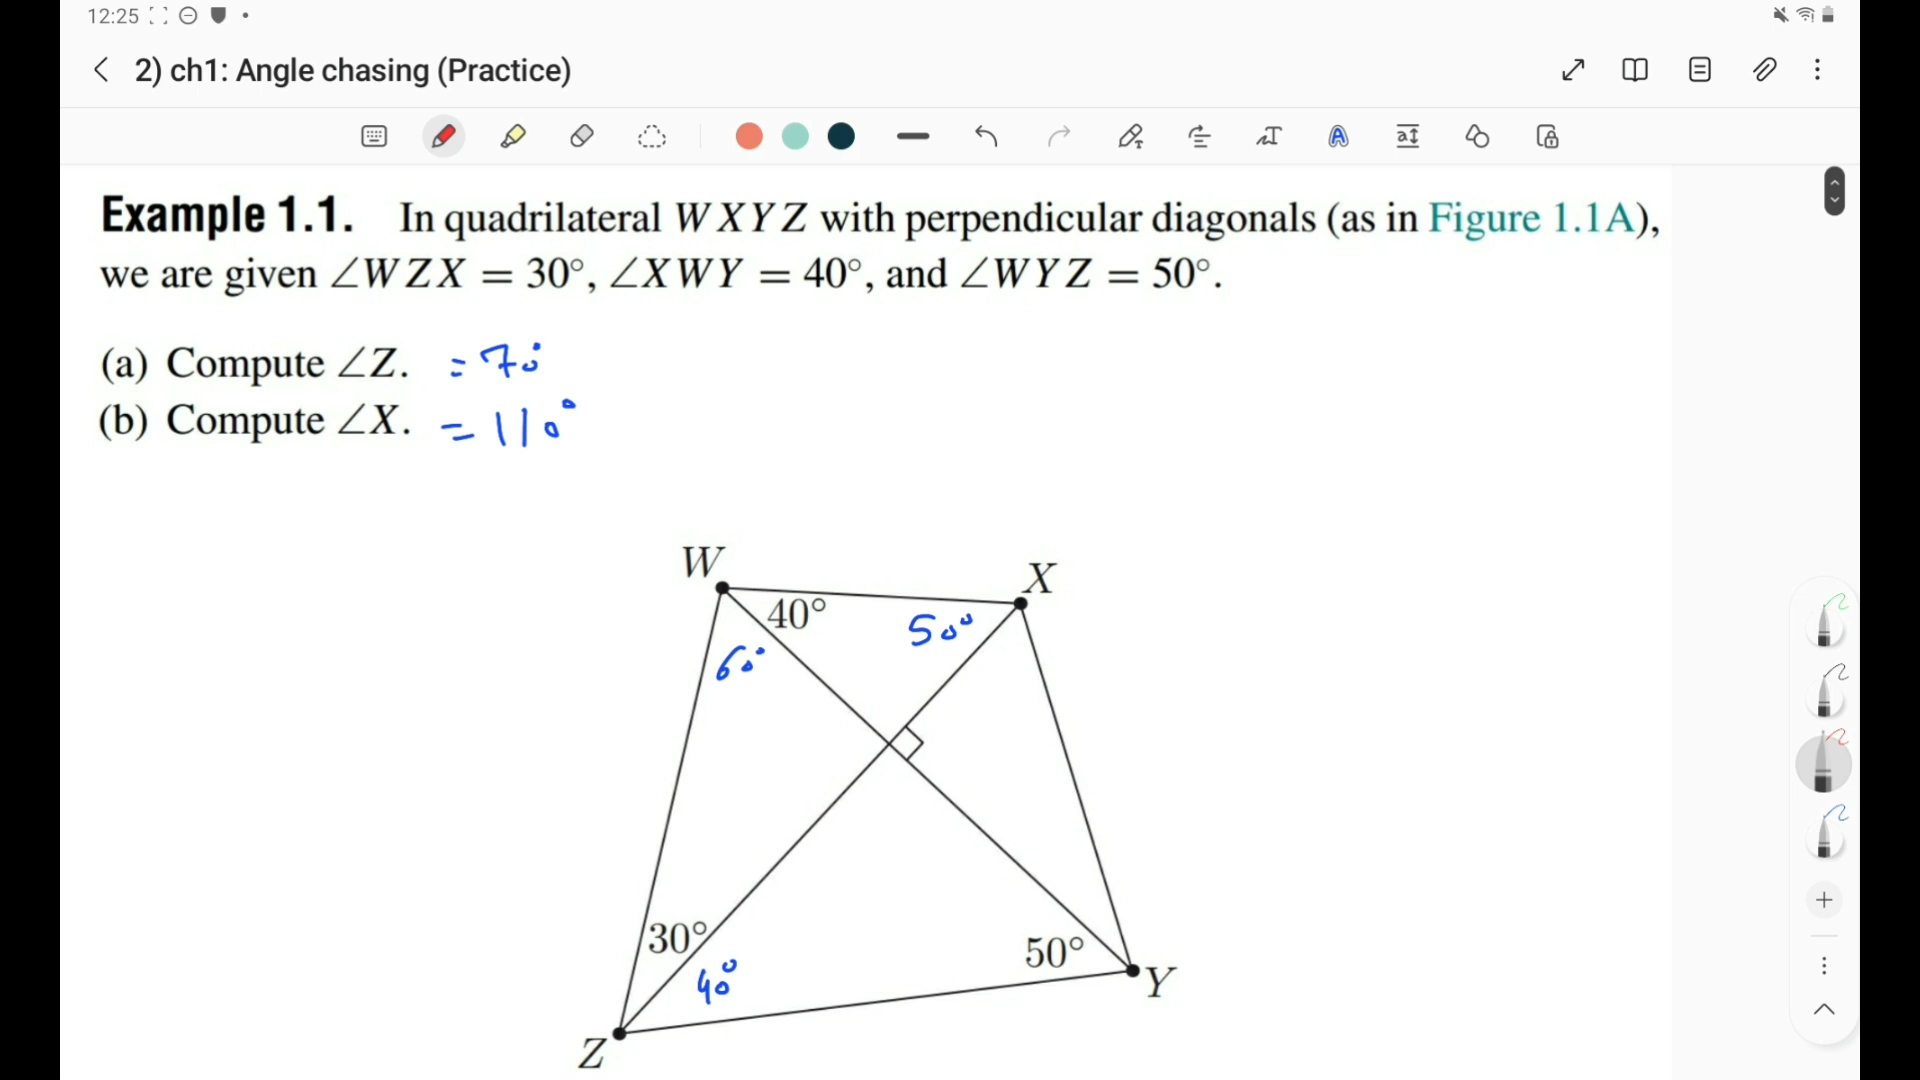 12:25
2) ch1: Angle chasing (Practice)
Example 1.1. In quadrilateral WXYZ with perpendicular diagonals (as in Figure 1.1A),
we are given ∠WZX = 30°, ∠XWY = 40°, and ∠WYZ = 50°.
(a) Compute ∠Z. = 70°
(b) Compute ∠X. = 110°
W
X
40°
50°
60°
30°
40°
50°
Y
Z